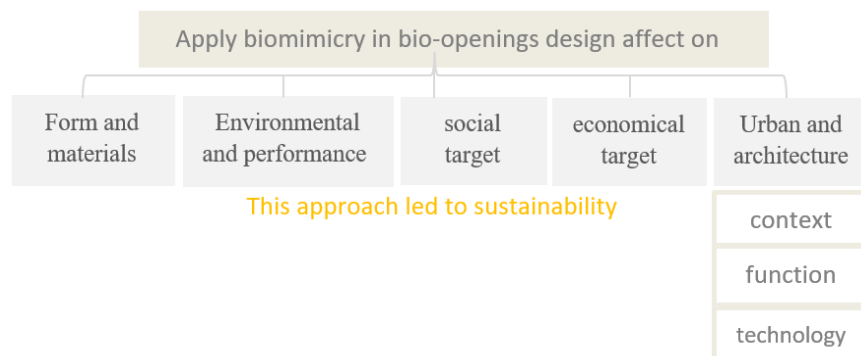 Apply biomimicry in bio-openings design affect on
Form and
materials
Environmental
and performance
social
target
economical
target
Urban and
architecture
This approach led to sustainability
context
function
technology